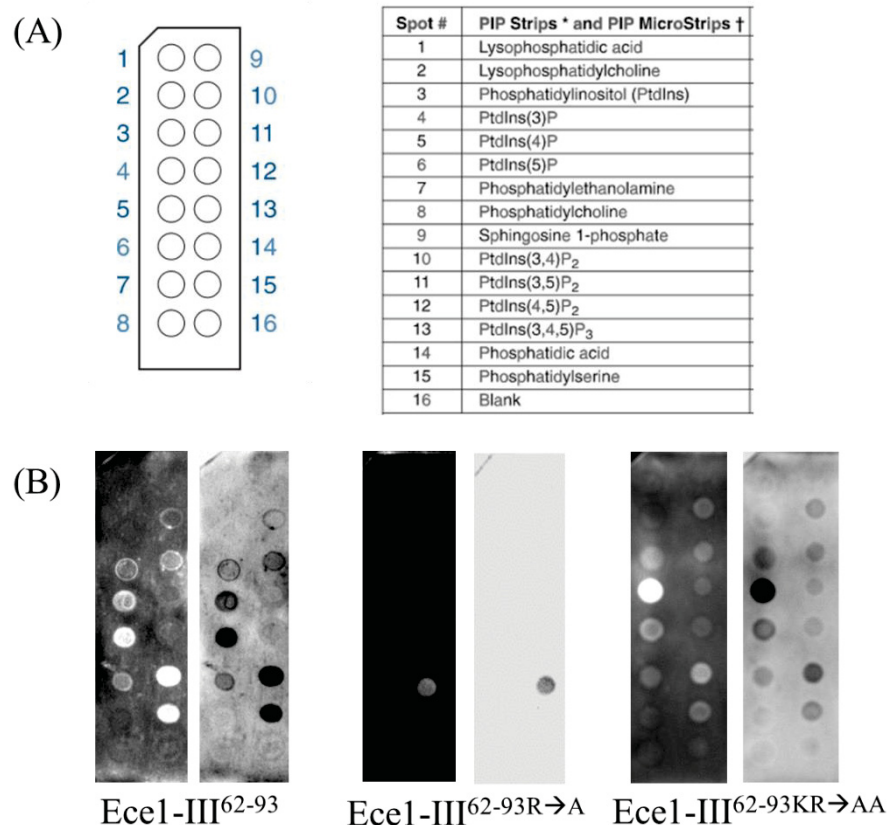 (A)
1 9
2 10
3 11
4 12
5 13
6 14
7 15
8 16
Spot # PIP Strips * and PIP MicroStrips †
1 Lysophosphatidic acid
2 Lysophosphatidylcholine
3 Phosphatidylinositol (PtdIns)
4 PtdIns(3)P
5 PtdIns(4)P
6 PtdIns(5)P
7 Phosphatidylethanolamine
8 Phosphatidylcholine
9 Sphingosine 1-phosphate
10 PtdIns(3,4)P₂
11 PtdIns(3,5)P₂
12 PtdIns(4,5)P₂
13 PtdIns(3,4,5)P₃
14 Phosphatidic acid
15 Phosphatidylserine
16 Blank
(B)
Ece1-III⁶²⁻⁹³ Ece1-III⁶²⁻⁹³ᴿ→ᴬ Ece1-III⁶²⁻⁹³ᴷᴿ→ᴬᴬ